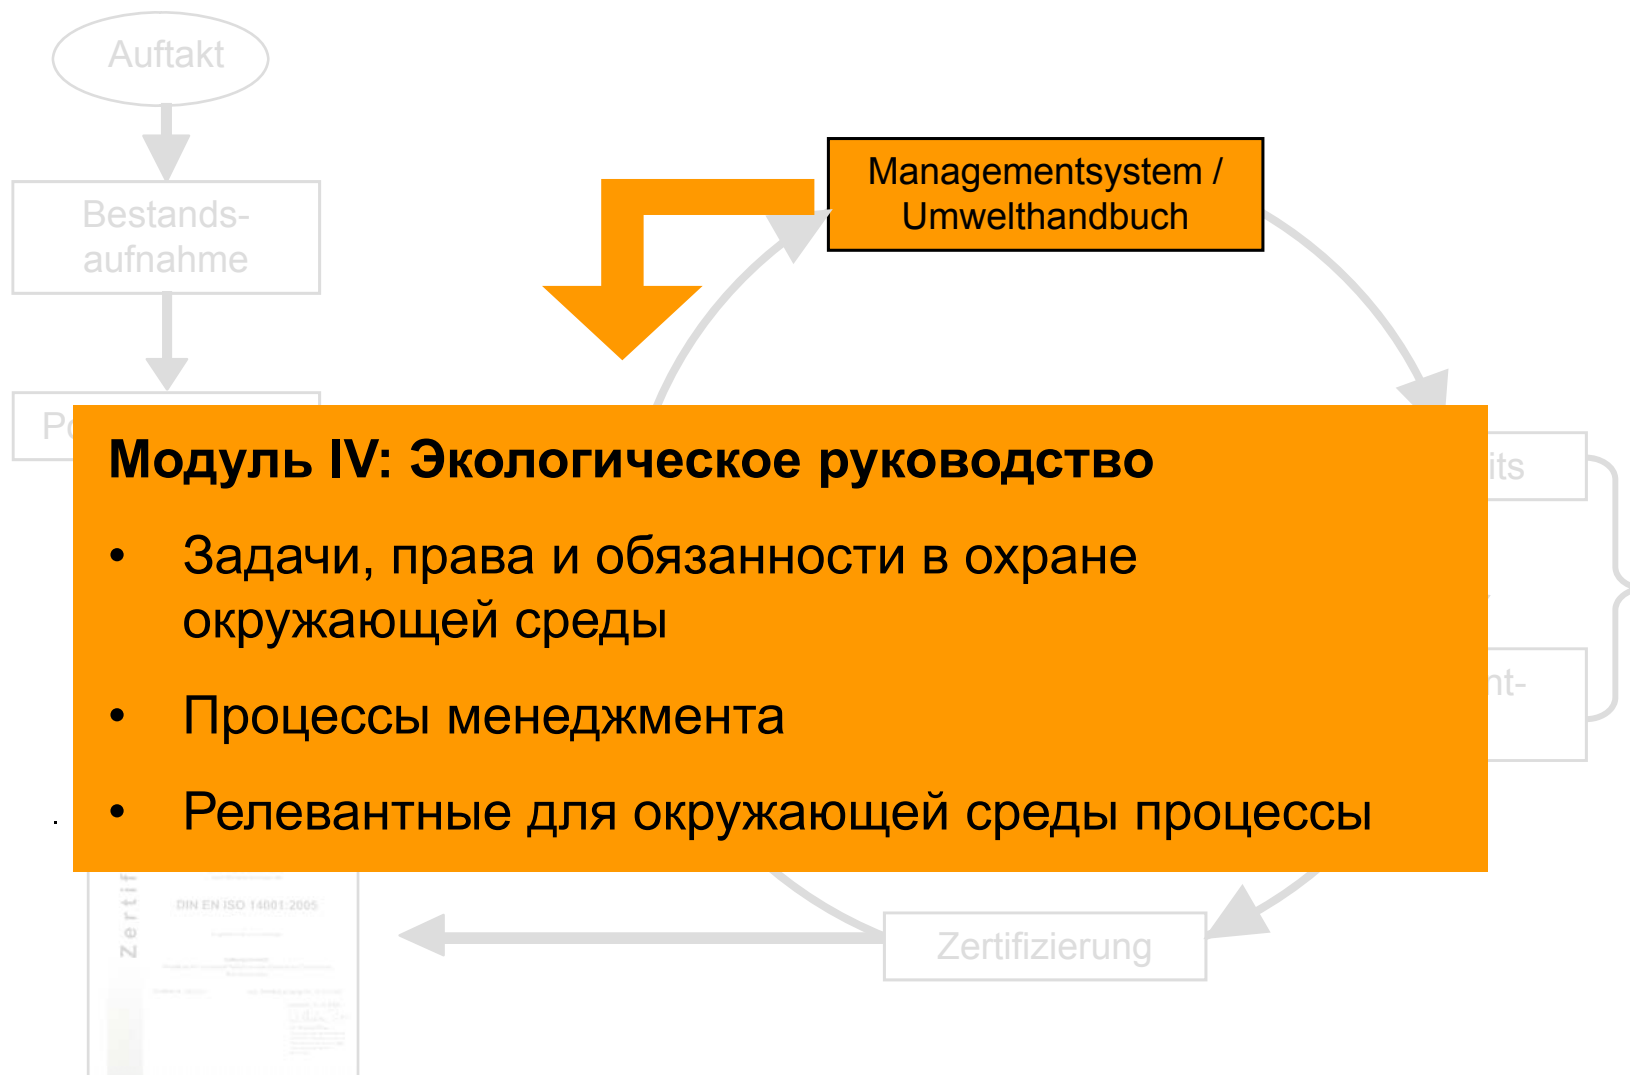 Auftakt
Bestands-
aufnahme
Managementsystem /
Umwelthandbuch
Модуль IV: Экологическое руководство
• Задачи, права и обязанности в охране
окружающей среды
• Процессы менеджмента
• Релевантные для окружающей среды процессы
Zertif
DIN EN ISO 14001:2005
Zertifizierung